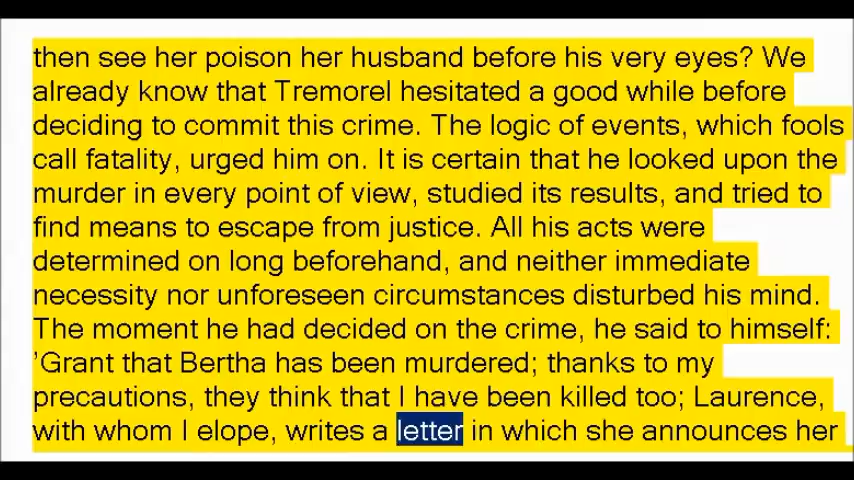 then see her poison her husband before his very eyes? We
already know that Tremorel hesitated a good while before
deciding to commit this crime. The logic of events, which fools
call fatality, urged him on. It is certain that he looked upon the
murder in every point of view, studied its results, and tried to
find means to escape from justice. All his acts were
determined on long beforehand, and neither immediate
necessity nor unforeseen circumstances disturbed his mind.
The moment he had decided on the crime, he said to himself:
’Grant that Bertha has been murdered; thanks to my
precautions, they think that I have been killed too; Laurence,
with whom I elope, writes a letter in which she announces her